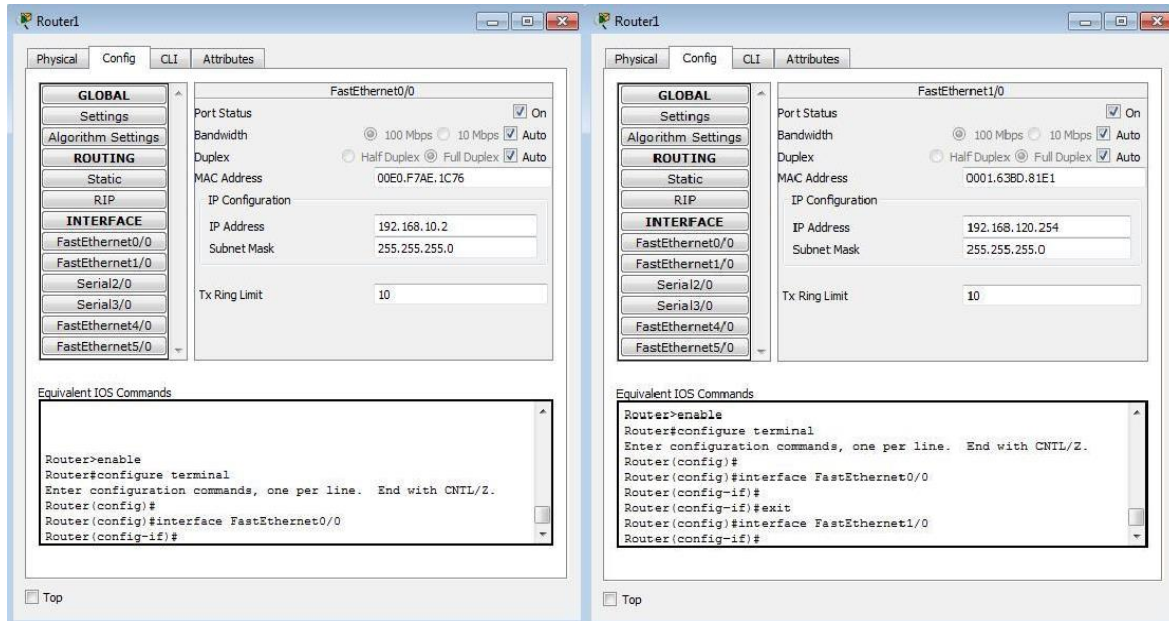 Router1
Physical Config CLI Attributes
GLOBAL
Settings
Algorithm Settings
ROUTING
Static
RIP
INTERFACE
FastEthernet0/0
FastEthernet1/0
Serial2/0
Serial3/0
FastEthernet4/0
FastEthernet5/0
FastEthernet0/0
Port Status On
Bandwidth 100 Mbps 10 Mbps Auto
Duplex Half Duplex Full Duplex Auto
MAC Address 00E0.F7AE.1C76
IP Configuration
IP Address 192.168.10.2
Subnet Mask 255.255.255.0
Tx Ring Limit 10
Equivalent IOS Commands
Router>enable
Router#configure terminal
Enter configuration commands, one per line. End with CNTL/Z.
Router(config)#
Router(config)#interface FastEthernet0/0
Router(config-if)#
Top
Router1
Physical Config CLI Attributes
GLOBAL
Settings
Algorithm Settings
ROUTING
Static
RIP
INTERFACE
FastEthernet0/0
FastEthernet1/0
Serial2/0
Serial3/0
FastEthernet4/0
FastEthernet5/0
FastEthernet1/0
Port Status On
Bandwidth 100 Mbps 10 Mbps Auto
Duplex Half Duplex Full Duplex Auto
MAC Address 0001.63BD.81E1
IP Configuration
IP Address 192.168.120.254
Subnet Mask 255.255.255.0
Tx Ring Limit 10
Equivalent IOS Commands
Router>enable
Router#configure terminal
Enter configuration commands, one per line. End with CNTL/Z.
Router(config)#
Router(config)#interface FastEthernet0/0
Router(config-if)#
Router(config-if)#exit
Router(config)#interface FastEthernet1/0
Router(config-if)#
Top